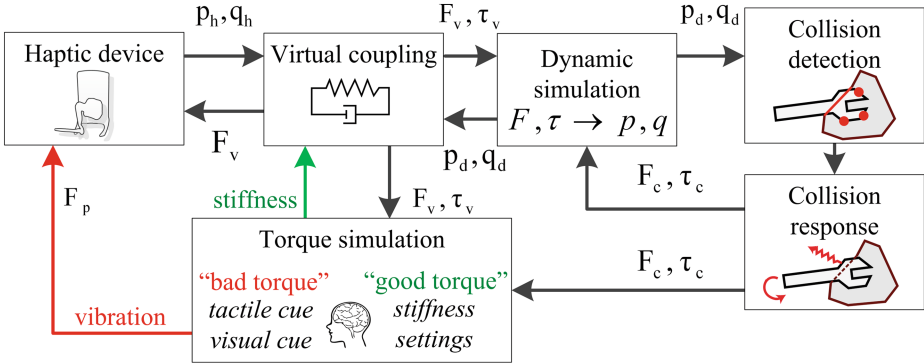 p_h, q_h
F_v, τ_v
p_d, q_d
Haptic device
Virtual coupling
Dynamic
simulation
F, τ → p, q
Collision
detection
F_v
p_d, q_d
F_p
stiffness
F_v, τ_v
F_c, τ_c
Collision
response
Torque simulation
“bad torque”
“good torque”
tactile cue
stiffness
visual cue
settings
F_c, τ_c
vibration